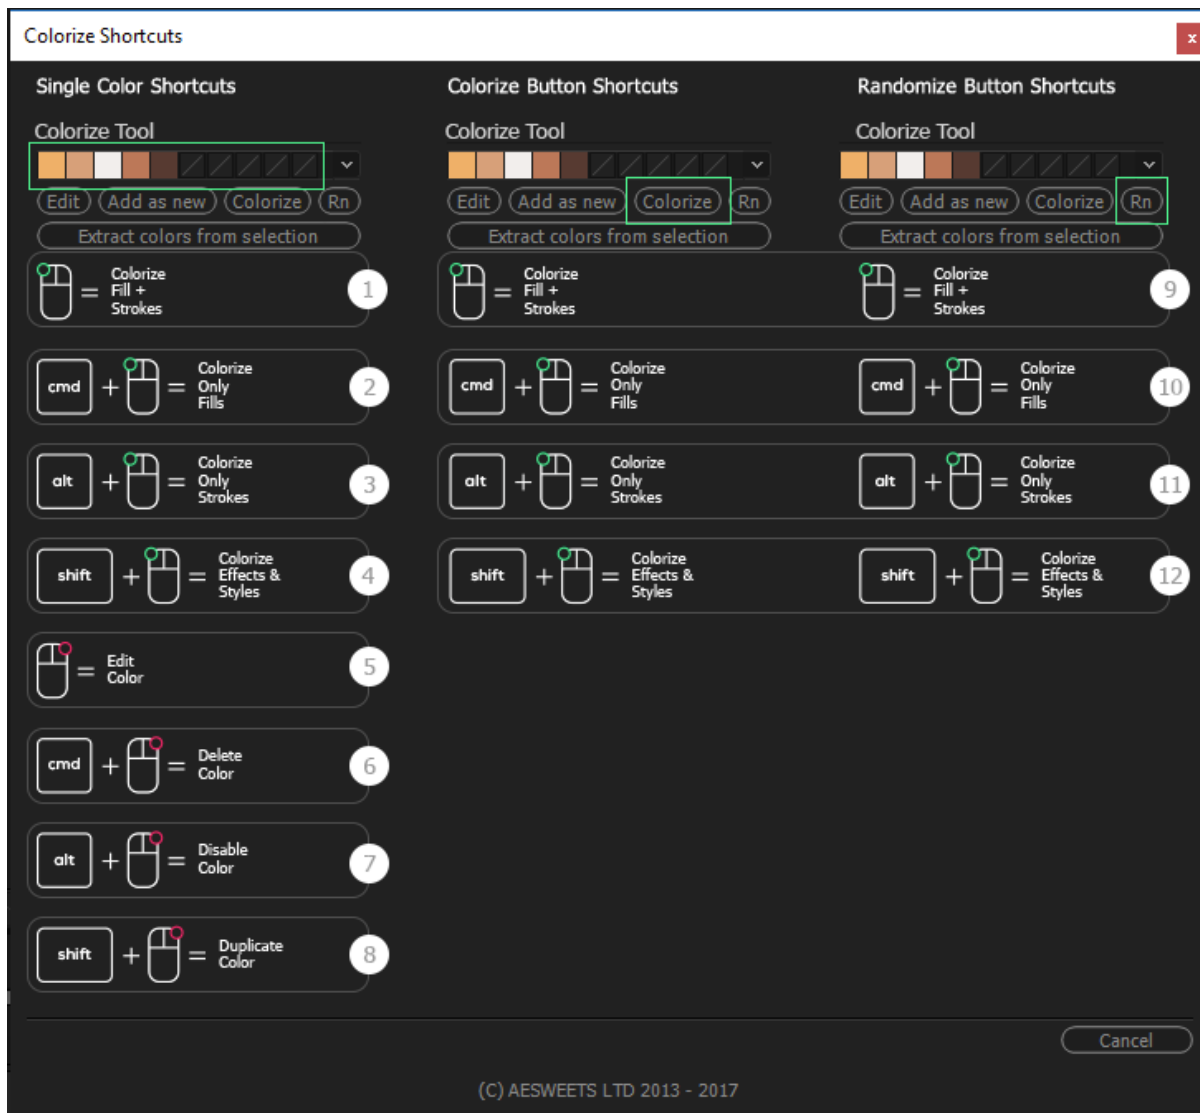 Colorize Shortcuts
x
Single Color Shortcuts
Colorize Button Shortcuts
Randomize Button Shortcuts
Colorize Tool
Colorize Tool
Colorize Tool
Edit Add as new Colorize Rn
Edit Add as new Colorize Rn
Edit Add as new Colorize Rn
Extract colors from selection
Extract colors from selection
Extract colors from selection
=
Colorize
Fill +
Strokes
1
=
Colorize
Fill +
Strokes
=
Colorize
Fill +
Strokes
9
cmd + =
Colorize
Only
Fills
2
cmd + =
Colorize
Only
Fills
cmd + =
Colorize
Only
Fills
10
alt + =
Colorize
Only
Strokes
3
alt + =
Colorize
Only
Strokes
alt + =
Colorize
Only
Strokes
11
shift + =
Colorize
Effects &
Styles
4
shift + =
Colorize
Effects &
Styles
shift + =
Colorize
Effects &
Styles
12
=
Edit
Color
5
cmd + =
Delete
Color
6
alt + =
Disable
Color
7
shift + =
Duplicate
Color
8
Cancel
(C) AESWEETS LTD 2013 - 2017